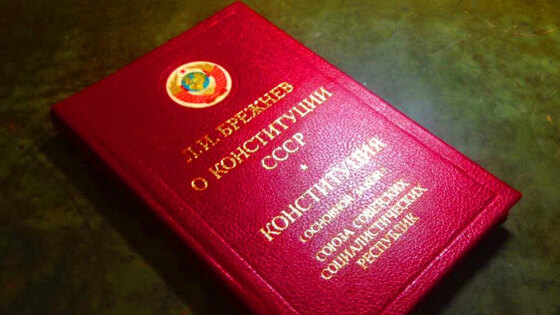 Л.И. БРЕЖНЕВ
О КОНСТИТУЦИИ
СССР
КОНСТИТУЦИЯ
(ОСНОВНОЙ ЗАКОН)
СОЮЗА СОВЕТСКИХ
СОЦИАЛИСТИЧЕСКИХ
РЕСПУБЛИК